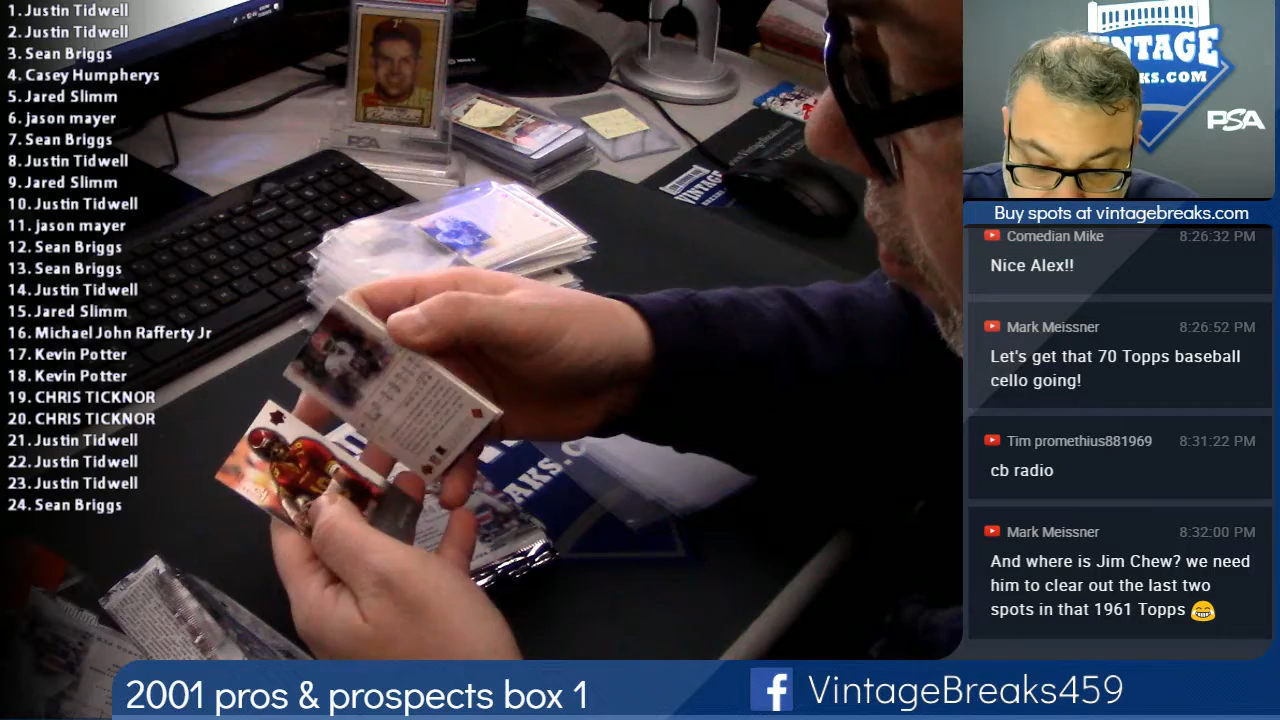 1. Justin Tidwell
2. Justin Tidwell
3. Sean Briggs
4. Casey Humpherys
5. Jared Slimm
6. jason mayer
7. Sean Briggs
8. Justin Tidwell
9. Jared Slimm
10. Justin Tidwell
11. jason mayer
12. Sean Briggs
13. Sean Briggs
14. Justin Tidwell
15. Jared Slimm
16. Michael John Rafferty Jr
17. Kevin Potter
18. Kevin Potter
19. CHRIS TICKNOR
20. CHRIS TICKNOR
21. Justin Tidwell
22. Justin Tidwell
23. Justin Tidwell
24. Sean Briggs
PSA
VINTAGE
PSA
Buy spots at vintagebreaks.com
Comedian Mike 8:26:32 PM
Nice Alex!!
Mark Meissner 8:26:52 PM
Let's get that 70 Topps baseball
cello going!
Tim promethius881969 8:31:22 PM
cb radio
Mark Meissner 8:32:00 PM
And where is Jim Chew? we need
him to clear out the last two
spots in that 1961 Topps 😂
2001 pros & prospects box 1
VintageBreaks459